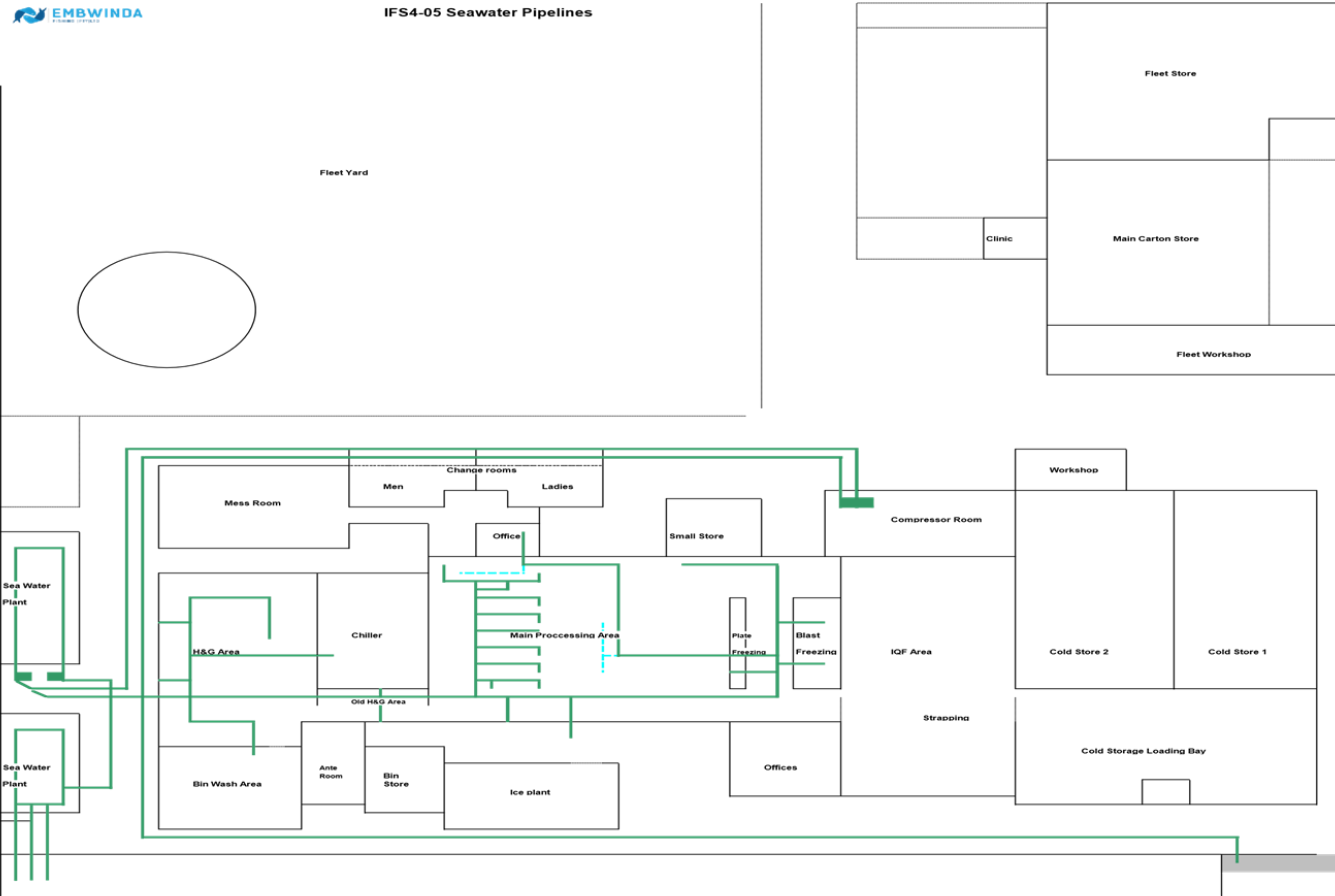 EMBWINDA
IFS4-05 Seawater Pipelines
Fleet Store
Fleet Yard
Clinic
Main Carton Store
Fleet Workshop
Change rooms
Workshop
Men
Ladies
Mess Room
Compressor Room
Office
Small Store
Sea Water
Plant
Chiller
Main Proccessing Area
Plate
Freezing
Blast
Freezing
H&G Area
IQF Area
Cold Store 2
Cold Store 1
Old H&G Area
Strapping
Cold Storage Loading Bay
Sea Water
Plant
Ante
Room
Bin
Store
Offices
Bin Wash Area
Ice plant